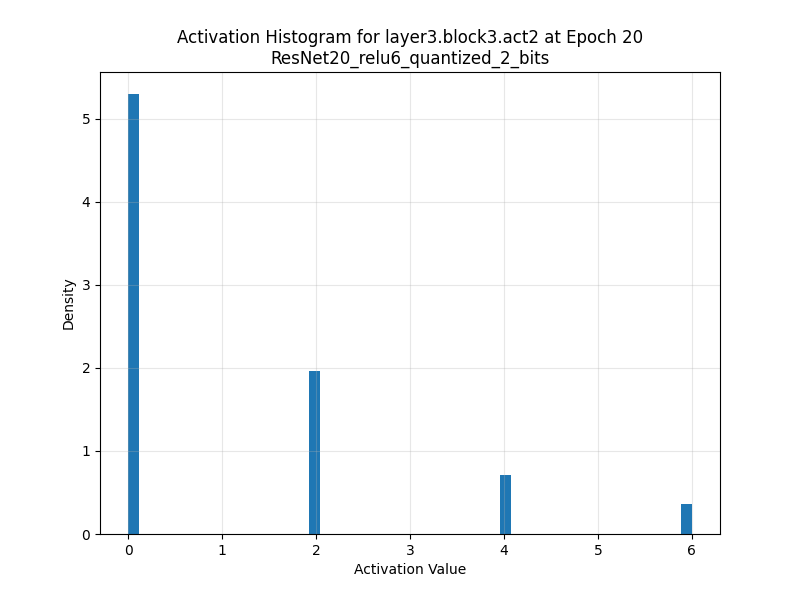 Activation Histogram for layer3.block3.act2 at Epoch 20
ResNet20_relu6_quantized_2_bits
5
4
3
2
1
0
Density
0 1 2 3 4 5 6
Activation Value